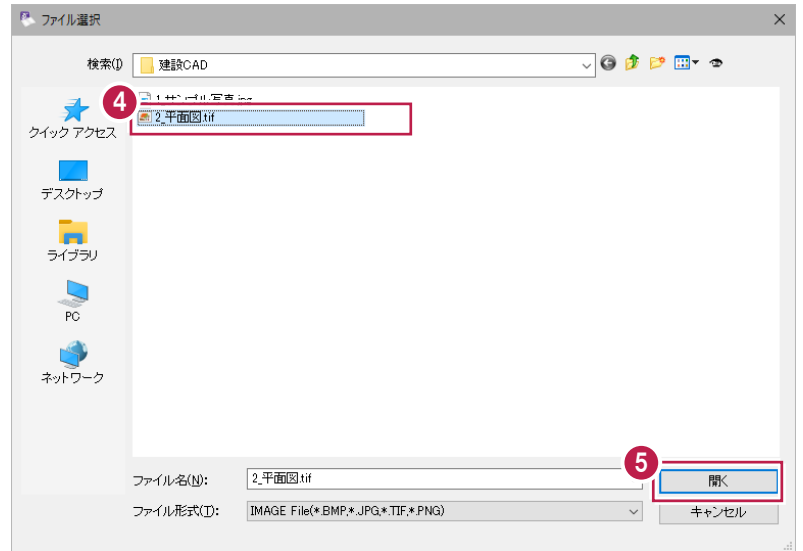 ファイル選択
検索(I)
建設CAD
4
2_平面図.tif
クイック アクセス
デスクトップ
ライブラリ
PC
ネットワーク
5
ファイル名(N):
2_平面図.tif
開く
ファイル形式(T):
IMAGE File(*.BMP,*.JPG,*.TIF,*.PNG)
キャンセル